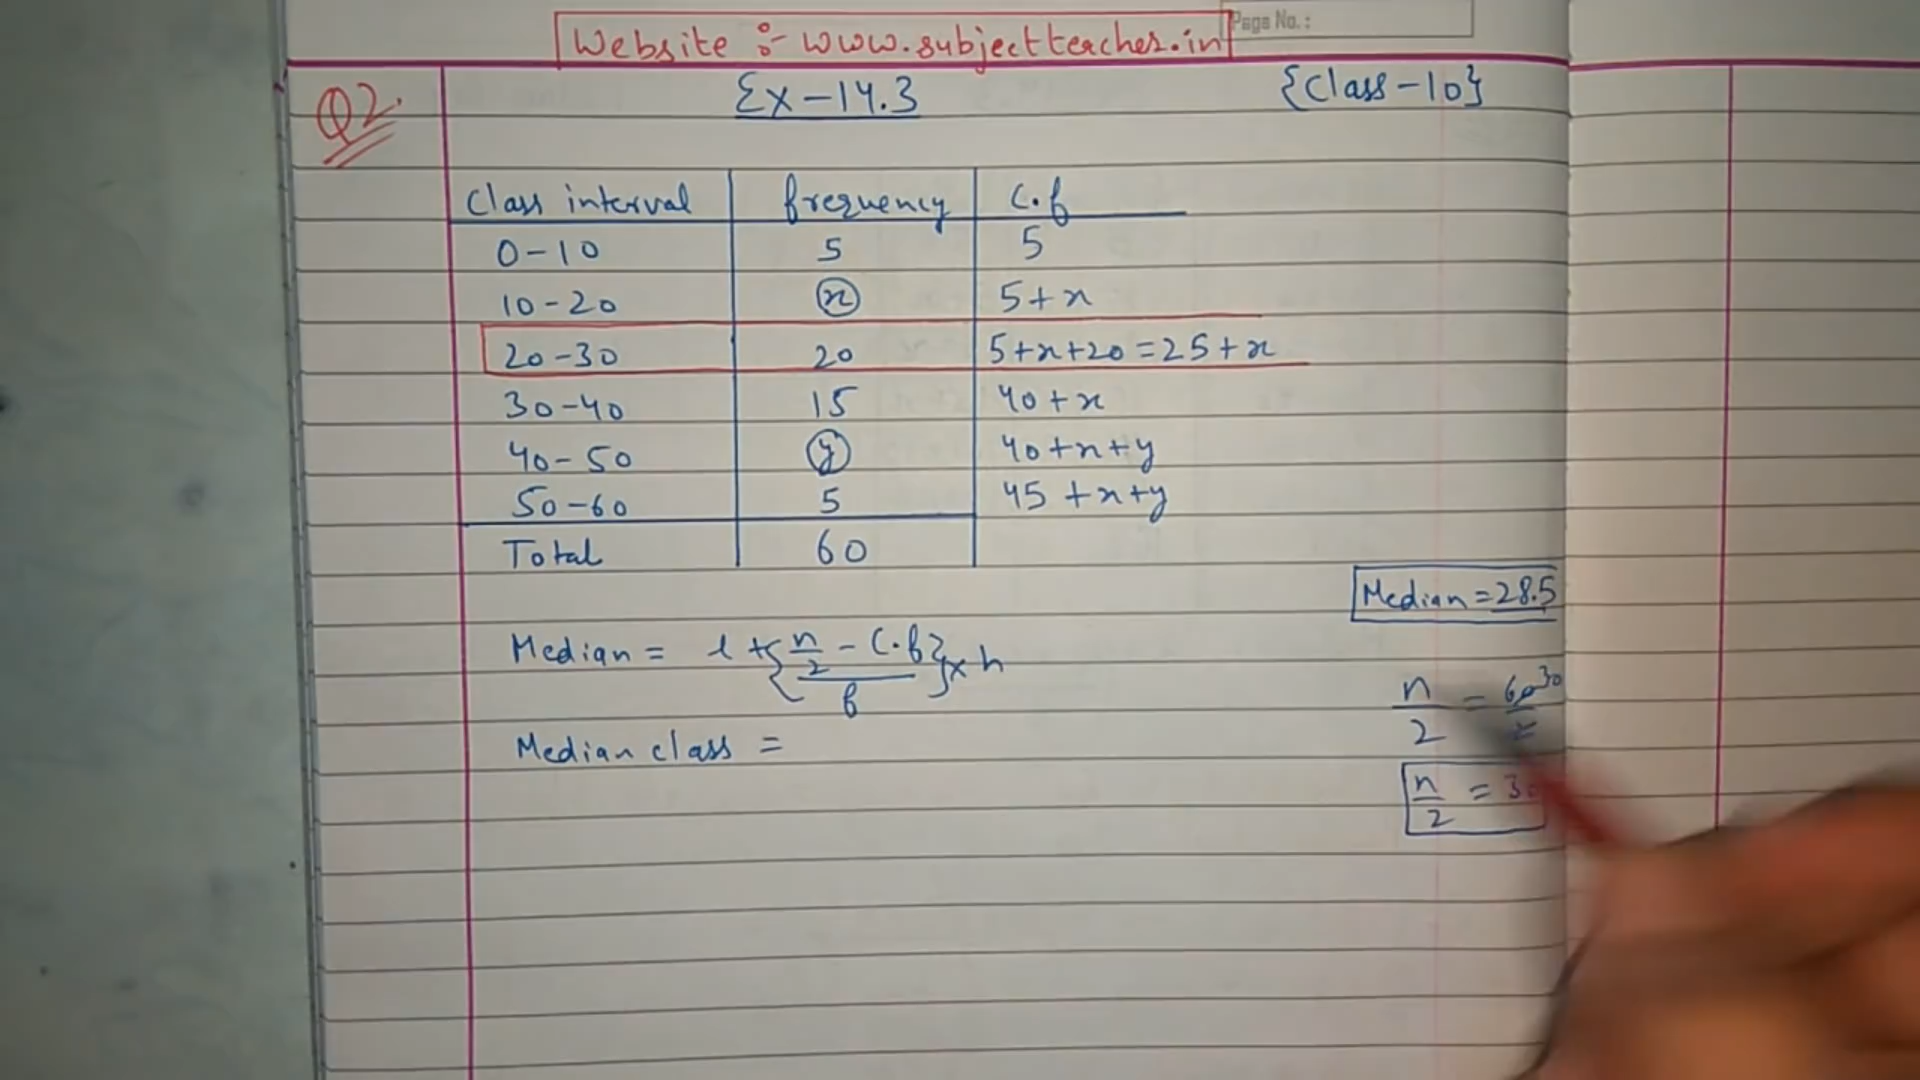 Website :- www.subjectteacher.in
Page No.:
Q2.
Ex-14.3
{Class-10}
Class interval frequency C.f
0-10 5 5
10-20 x 5+x
20-30 20 5+x+20=25+x
30-40 15 40+x
40-50 y 40+x+y
50-60 5 45+x+y
Total 60
Median = 28.5
Median = l + { n/2 - C.f / f } x h
n/2 = 60/2 30
Median class =
n/2 = 30